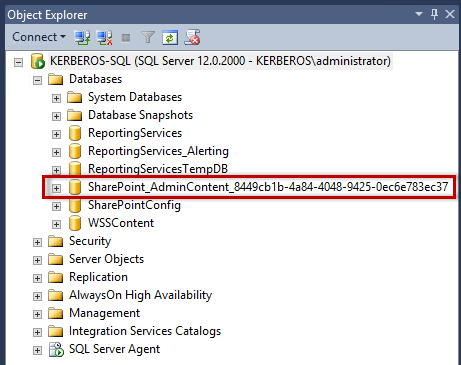 Object Explorer
Connect
KERBEROS-SQL (SQL Server 12.0.2000 - KERBEROS\administrator)
Databases
System Databases
Database Snapshots
ReportingServices
ReportingServices_Alerting
ReportingServicesTempDB
SharePoint_AdminContent_8449cb1b-4a84-4048-9425-0ec6e783ec37
SharePointConfig
WSSContent
Security
Server Objects
Replication
AlwaysOn High Availability
Management
Integration Services Catalogs
SQL Server Agent